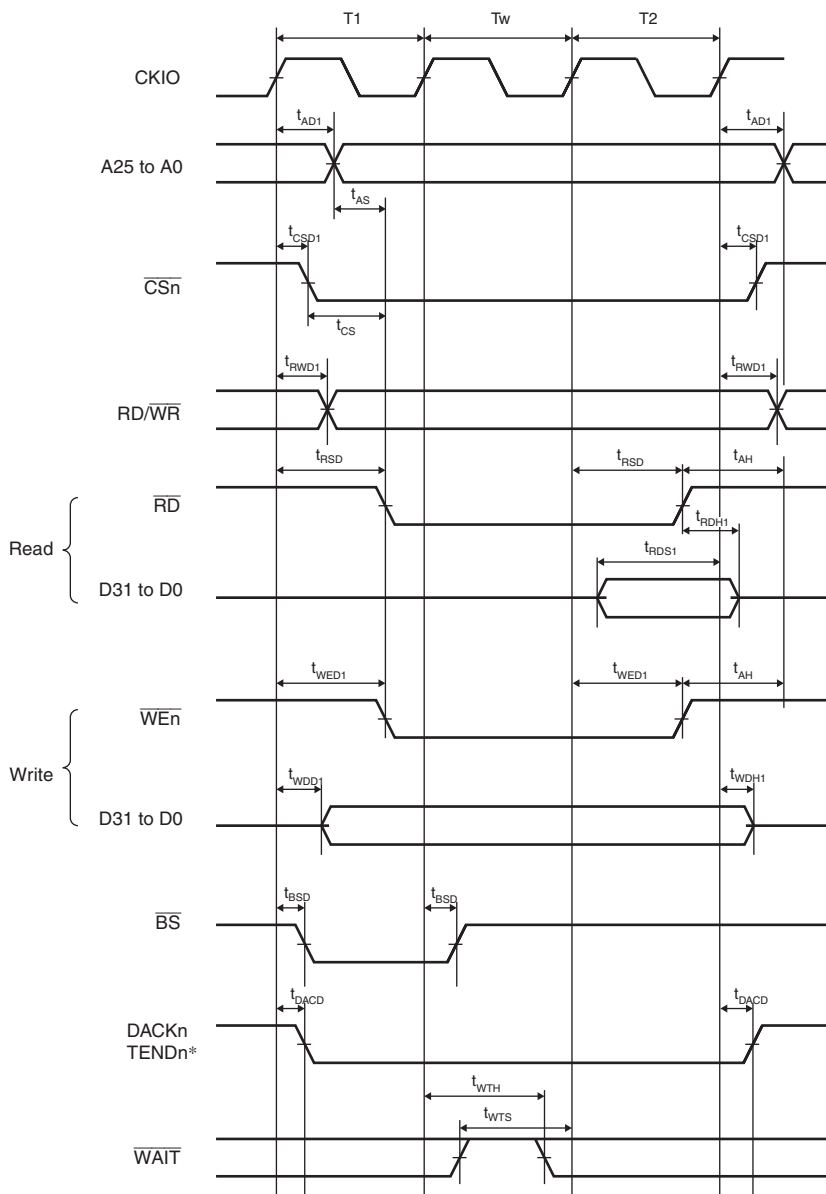 T1 Tw T2
CKIO
tAD1 tAD1
A25 to A0
tAS
tCSD1 tCSD1
CSn
tCS
tRWD1 tRWD1
RD/WR
tRSD tRSD tAH
RD
tRDH1
Read
tRDS1
D31 to D0
tWED1 tWED1 tAH
WEn
Write
tWDD1 tWDH1
D31 to D0
tBSD tBSD
BS
tDACD tDACD
DACKn
TENDn*
tWTH
tWTS
WAIT